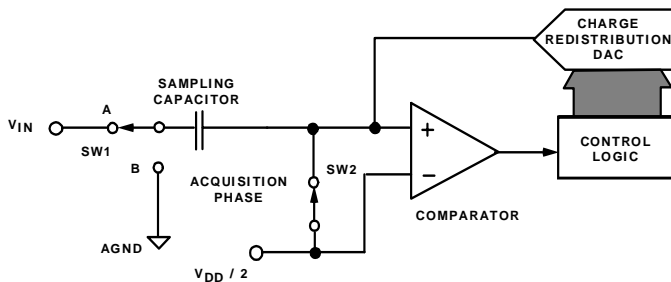 CHARGE
REDISTRIBUTION
DAC
SAMPLING
CAPACITOR
A
VIN
SW1
+
CONTROL
LOGIC
B
ACQUISITION
PHASE
SW2
−
COMPARATOR
AGND
VDD / 2